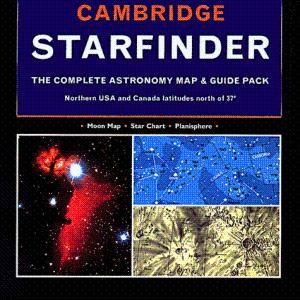 CAMBRIDGE
STARFINDER
THE COMPLETE ASTRONOMY MAP & GUIDE PACK
Northern USA and Canada latitudes north of 37°
• Moon Map • Star Chart • Planisphere •